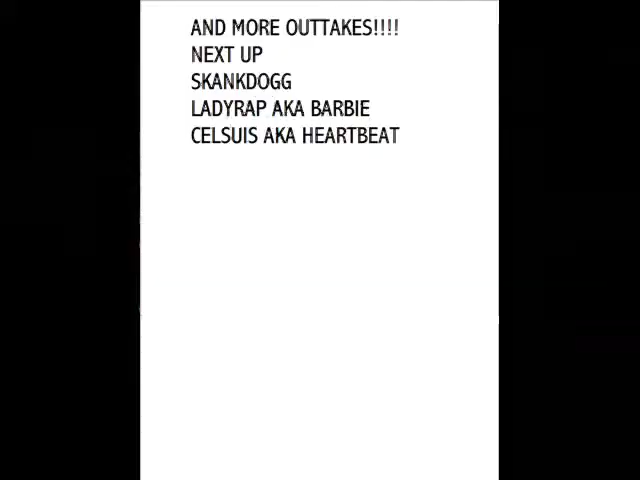 AND MORE OUTTAKES!!!!
NEXT UP
SKANKDOGG
LADYRAP AKA BARBIE
CELSUIS AKA HEARTBEAT